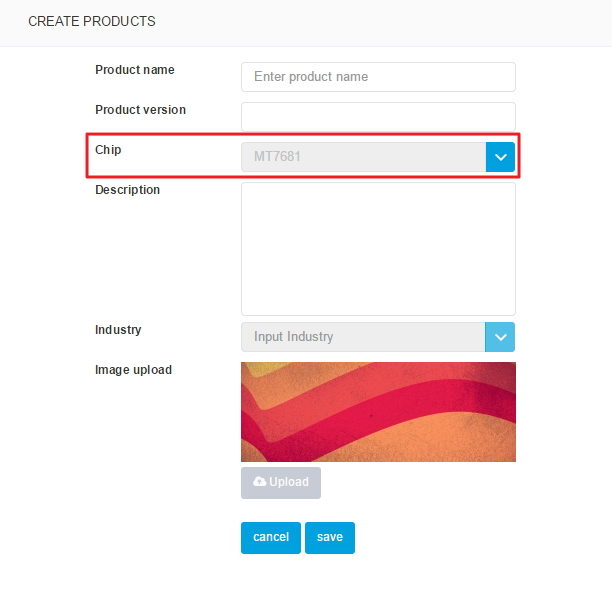 CREATE PRODUCTS
Product name
Enter product name
Product version
Chip
MT7681
Description
Industry
Input Industry
Image upload
Upload
cancel
save